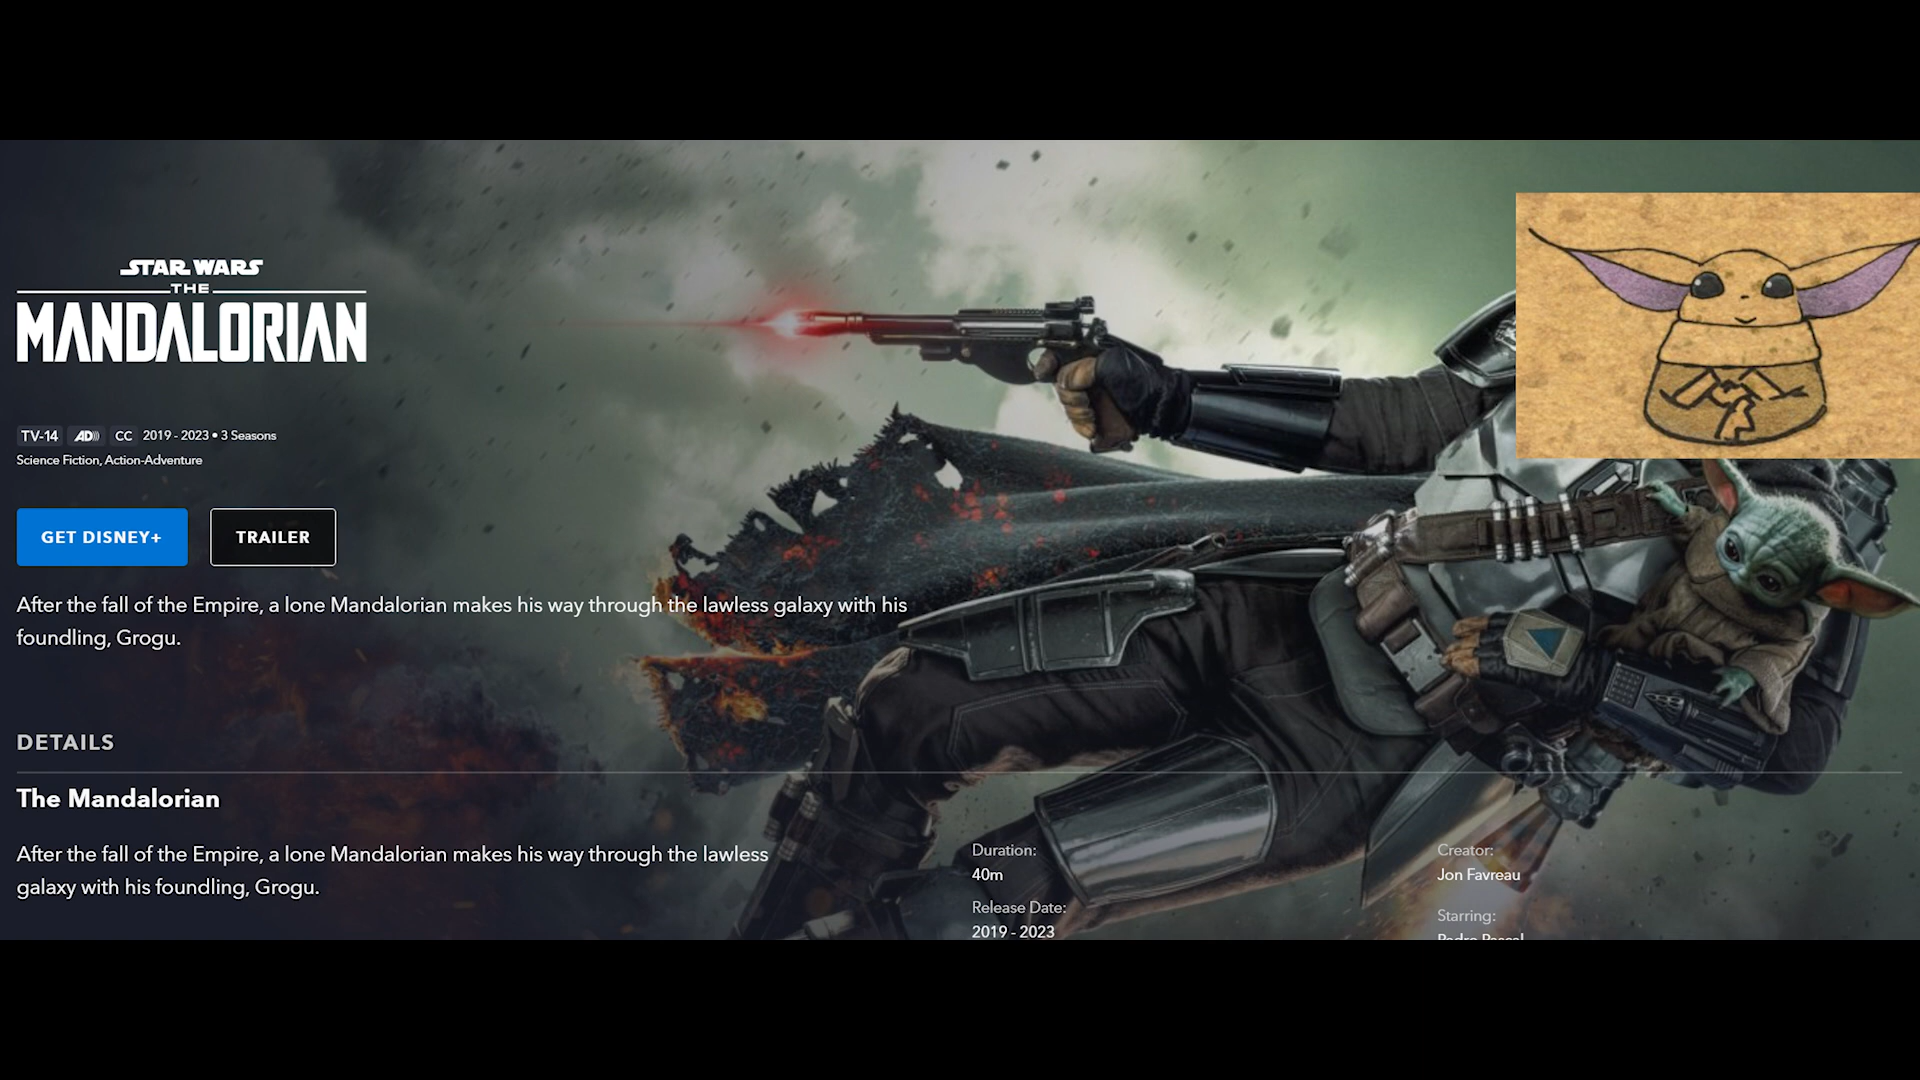 STAR WARS
THE
MANDALORIAN
TV-14 AD CC 2019 - 2023 • 3 Seasons
Science Fiction, Action-Adventure
GET DISNEY+ TRAILER
After the fall of the Empire, a lone Mandalorian makes his way through the lawless galaxy with his
foundling, Grogu.
DETAILS
The Mandalorian
After the fall of the Empire, a lone Mandalorian makes his way through the lawless
galaxy with his foundling, Grogu.
Duration:
40m
Release Date:
2019 - 2023
Creator:
Jon Favreau
Starring:
Pedro Pascal